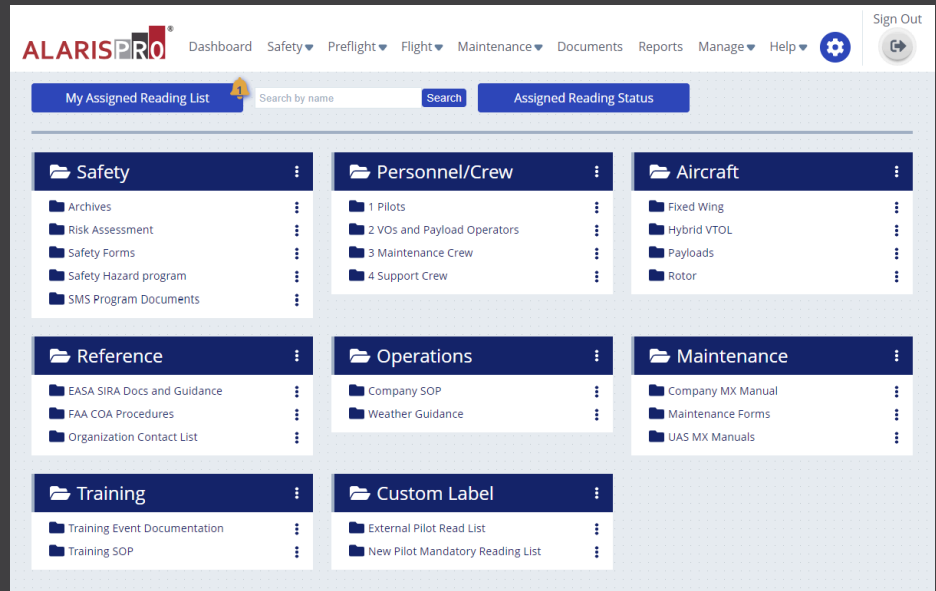 Sign Out
ALARISPRO®
Dashboard Safety Preflight Flight Maintenance Documents Reports Manage Help
My Assigned Reading List 1 Search by name Search Assigned Reading Status
Safety
Archives
Risk Assessment
Safety Forms
Safety Hazard program
SMS Program Documents
Personnel/Crew
1 Pilots
2 VOs and Payload Operators
3 Maintenance Crew
4 Support Crew
Aircraft
Fixed Wing
Hybrid VTOL
Payloads
Rotor
Reference
EASA SIRA Docs and Guidance
FAA COA Procedures
Organization Contact List
Operations
Company SOP
Weather Guidance
Maintenance
Company MX Manual
Maintenance Forms
UAS MX Manuals
Training
Training Event Documentation
Training SOP
Custom Label
External Pilot Read List
New Pilot Mandatory Reading List